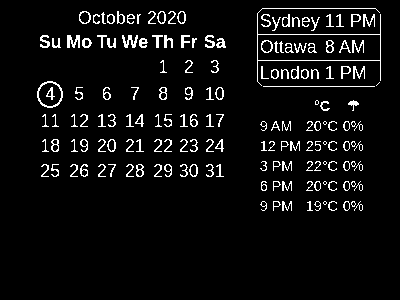 October 2020
Su Mo Tu We Th Fr Sa
1 2 3
4 5 6 7 8 9 10
11 12 13 14 15 16 17
18 19 20 21 22 23 24
25 26 27 28 29 30 31
Sydney 11 PM
Ottawa 8 AM
London 1 PM
°C ☂
9 AM 20°C 0%
12 PM 25°C 0%
3 PM 22°C 0%
6 PM 20°C 0%
9 PM 19°C 0%